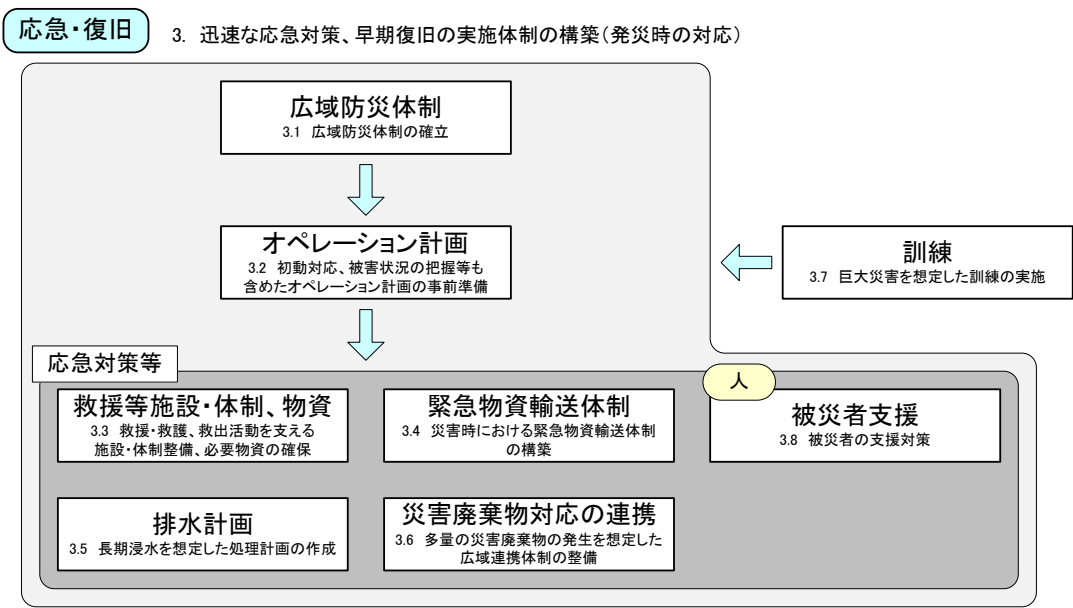 応急・復旧
3. 迅速な応急対策、早期復旧の実施体制の構築(発災時の対応)
広域防災体制
3.1 広域防災体制の確立
オペレーション計画
3.2 初動対応、被害状況の把握等も
含めたオペレーション計画の事前準備
訓練
3.7 巨大災害を想定した訓練の実施
応急対策等
救援等施設・体制、物資
3.3 救援・救護、救出活動を支える
施設・体制整備、必要物資の確保
緊急物資輸送体制
3.4 災害時における緊急物資輸送体制
の構築
人
被災者支援
3.8 被災者の支援対策
排水計画
3.5 長期浸水を想定した処理計画の作成
災害廃棄物対応の連携
3.6 多量の災害廃棄物の発生を想定した
広域連携体制の整備